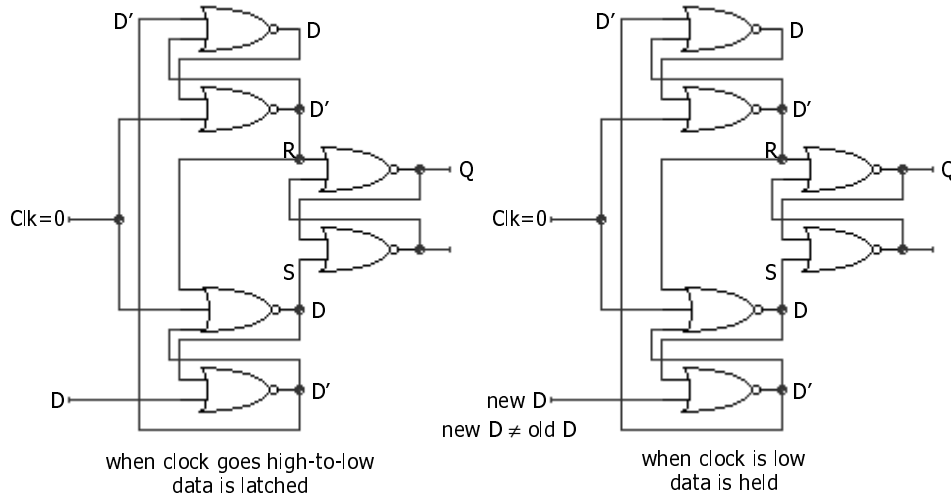 D’
D
D’
R
Q
Clk=0
S
D
D’
D
when clock goes high-to-low
data is latched
D’
D
D’
R
Q
Clk=0
S
D
D’
new D
new D ≠ old D
when clock is low
data is held